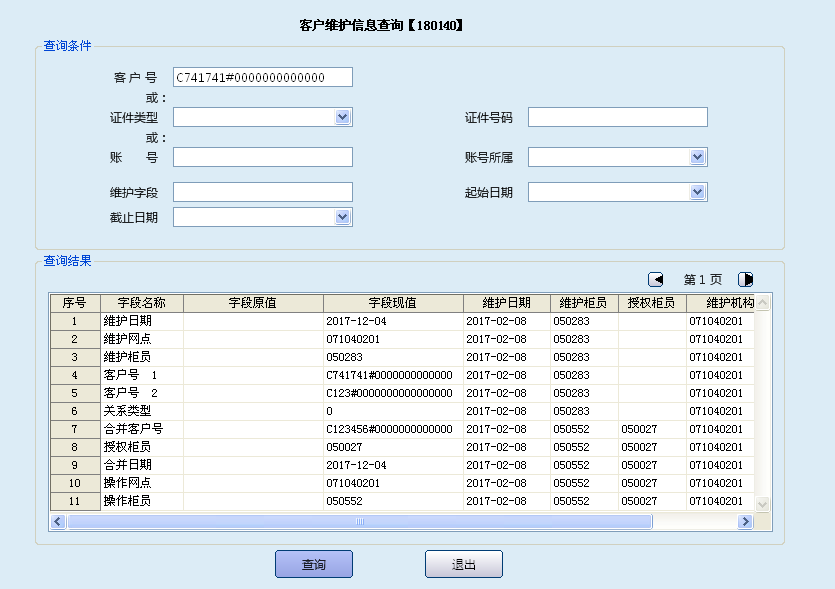 客户维护信息查询【180140】
查询条件
客 户 号 C741741#0000000000000
或：
证件类型 证件号码
或：
账 号 账号所属
维护字段 起始日期
截止日期
查询结果
第 1 页
序号 字段名称 字段原值 字段现值 维护日期 维护柜员 授权柜员 维护机构
1 维护日期 2017-12-04 2017-02-08 050283 071040201
2 维护网点 071040201 2017-02-08 050283 071040201
3 维护柜员 050283 2017-02-08 050283 071040201
4 客户号 1 C741741#0000000000000 2017-02-08 050283 071040201
5 客户号 2 C123#0000000000000000 2017-02-08 050283 071040201
6 关系类型 0 2017-02-08 050283 071040201
7 合并客户号 C123456#0000000000000 2017-02-08 050552 050027 071040201
8 授权柜员 050027 2017-02-08 050552 050027 071040201
9 合并日期 2017-12-04 2017-02-08 050552 050027 071040201
10 操作网点 071040201 2017-02-08 050552 050027 071040201
11 操作柜员 050552 2017-02-08 050552 050027 071040201
查询 退出